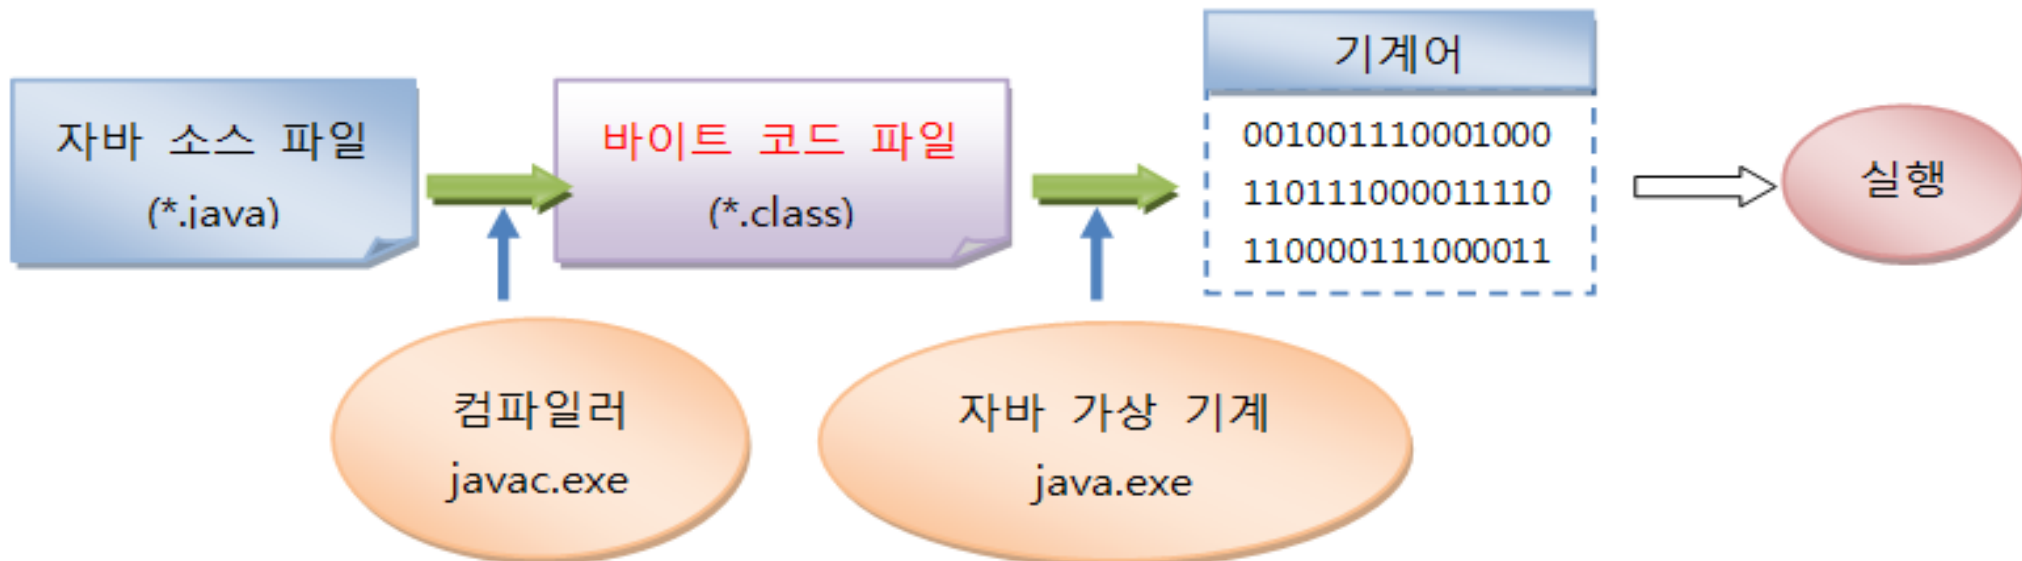 자바 소스 파일
(*.java)
바이트 코드 파일
(*.class)
기계어
001001110001000
110111000011110
110000111000011
실행
컴파일러
javac.exe
자바 가상 기계
java.exe